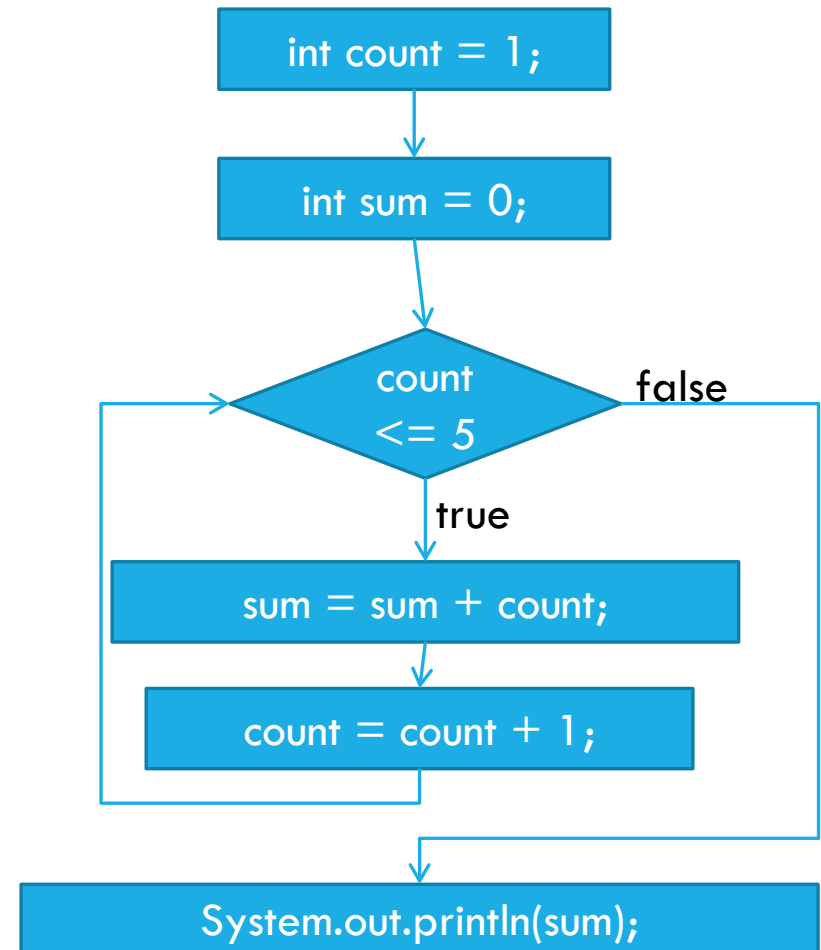 int count = 1;
int sum = 0;
count
<= 5
false
true
sum = sum + count;
count = count + 1;
System.out.println(sum);